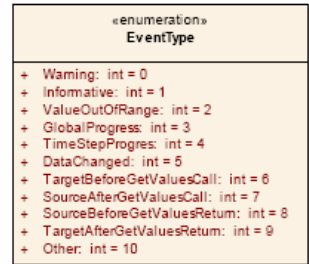 «enumeration»
EventType
+ Warning: int = 0
+ Informative: int = 1
+ ValueOutOfRange: int = 2
+ GlobalProgress: int = 3
+ TimeStepProgres: int = 4
+ DataChanged: int = 5
+ TargetBeforeGetValuesCall: int = 6
+ SourceAfterGetValuesCall: int = 7
+ SourceBeforeGetValuesReturn: int = 8
+ TargetAfterGetValuesReturn: int = 9
+ Other: int = 10